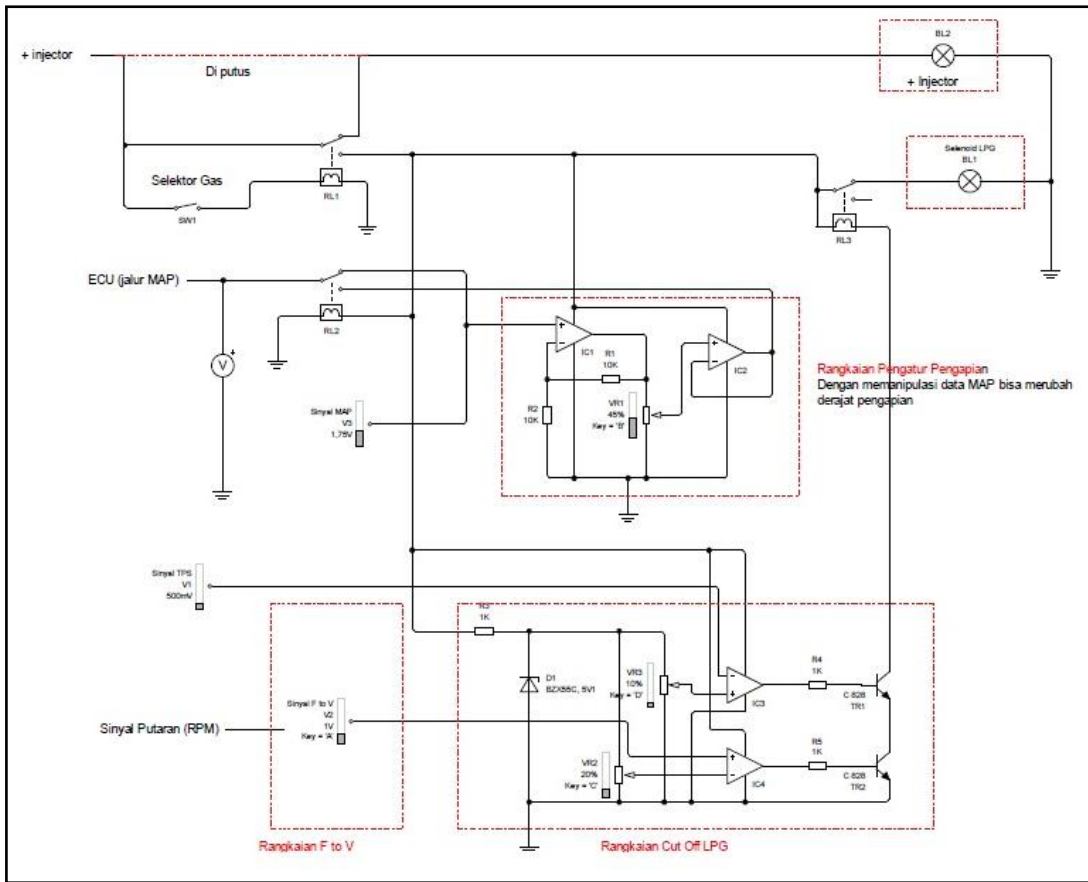 + injector
Di putus
BL2
+ Injector
Selenoid LPG
BL1
Selektor Gas
SW1
RL1
RL3
ECU (jalur MAP)
RL2
V
+
Sinyal MAP
V3
1,75V
IC1
R1
10K
R2
10K
VR1
45%
Key = 'B'
IC2
Rangkaian Pengatur Pengapian
Dengan memanipulasi data MAP bisa merubah
derajat pengapian
Sinyal TPS
V1
500mV
R3
1K
D1
BZX55C, 5V1
VR3
10%
Key = 'D'
IC3
R4
1K
C 828
TR1
Sinyal Putaran (RPM)
Sinyal F to V
V2
1V
Key = 'A'
VR2
20%
Key = 'C'
IC4
R5
1K
C 828
TR2
Rangkaian F to V
Rangkaian Cut Off LPG